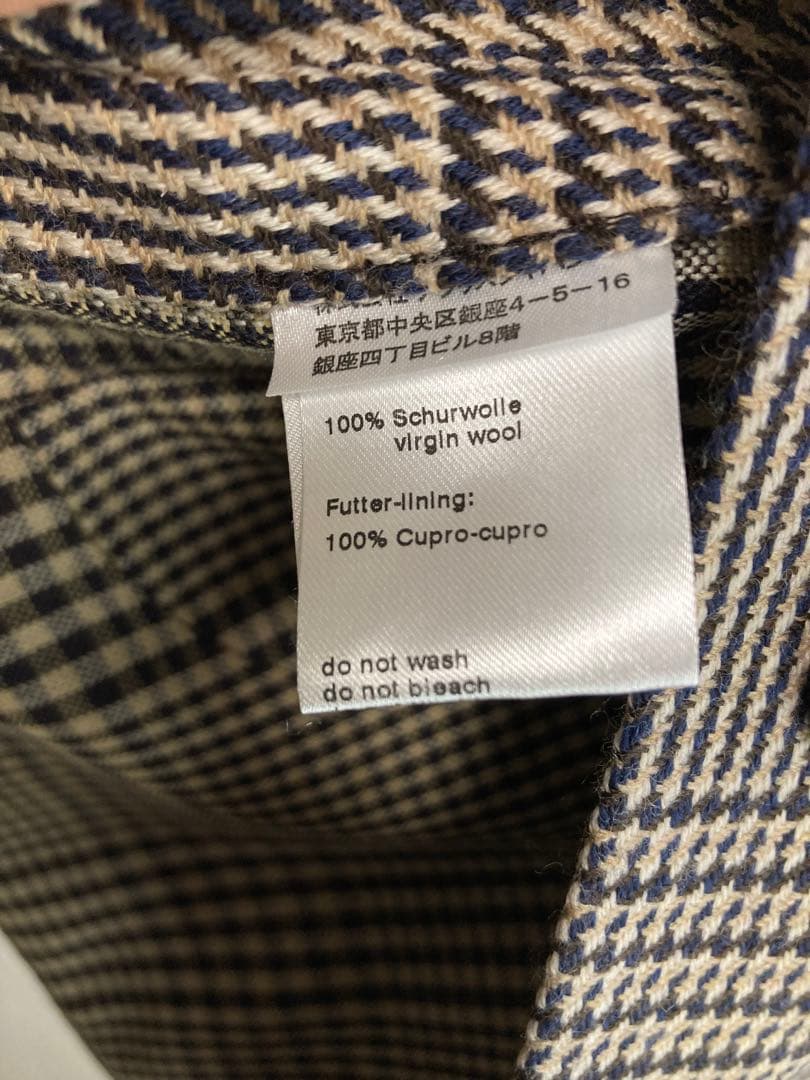 東京都中央区銀座4-5-16
銀座四丁目ビル8階
100% Schurwolle
virgin wool
Futter-lining:
100% Cupro-cupro
do not wash
do not bleach